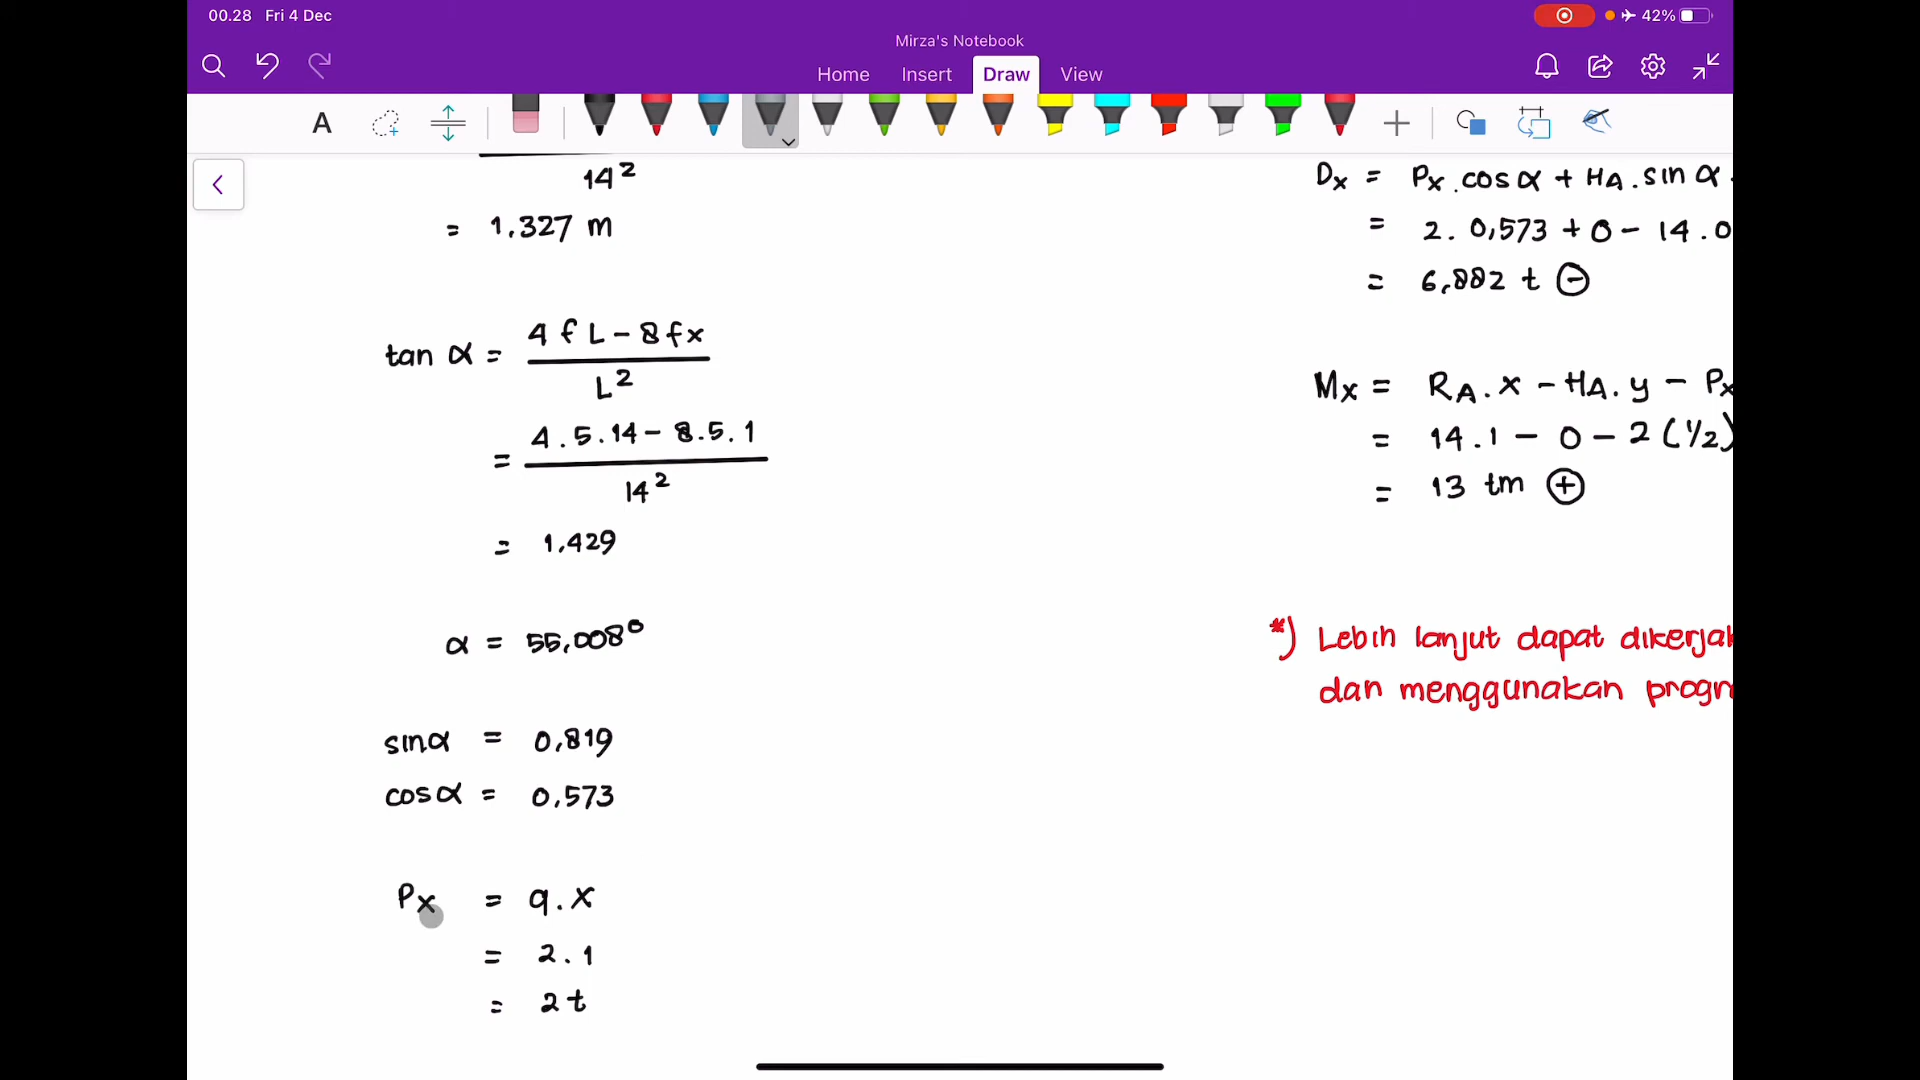 00.28 Fri 4 Dec
42%
Mirza's Notebook
Home Insert Draw View
A
14²
= 1.327 m
tan α = 4 f L - 8 f x
L²
= 4 . 5 . 14 - 8 . 5 . 1
14²
= 1,429
α = 55,008°
sin α = 0,819
cos α = 0,573
Px = q . x
= 2 . 1
= 2 t
Dx = Px . cos α + HA . sin α .
= 2 . 0,573 + 0 - 14 . 0
= 6,882 t ⊖
Mx = RA . x - HA . y - Px
= 14 . 1 - 0 - 2 (1/2)
= 13 tm ⊕
*) Lebih lanjut dapat dikerjak
dan menggunakan progr